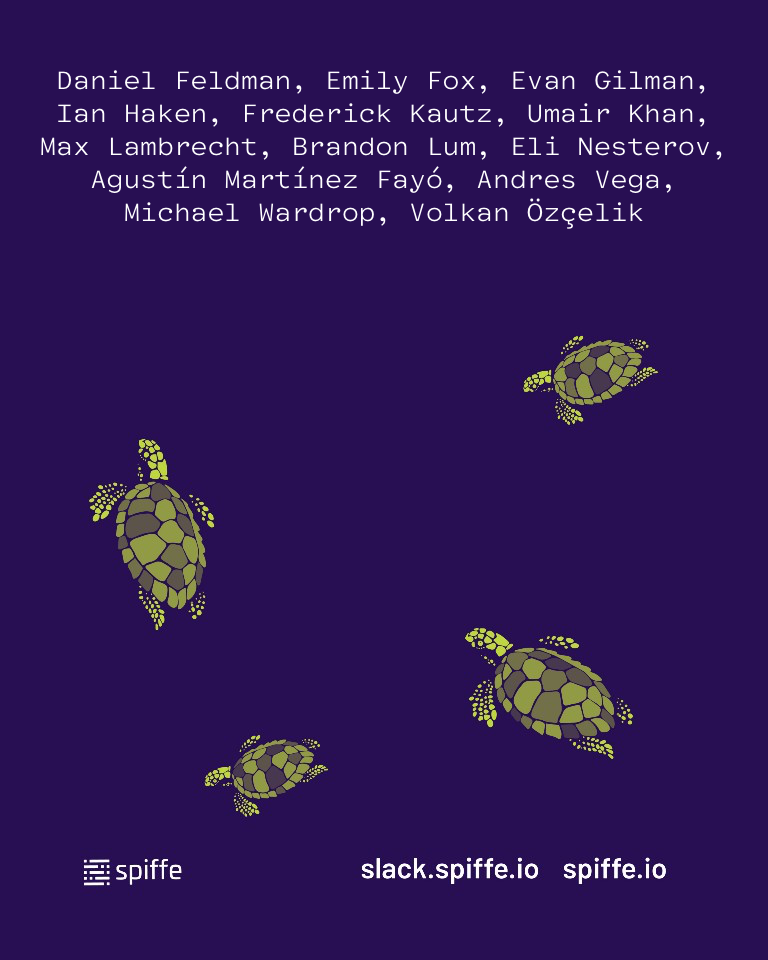 Daniel Feldman, Emily Fox, Evan Gilman,
Ian Haken, Frederick Kautz, Umair Khan,
Max Lambrecht, Brandon Lum, Eli Nesterov,
Agustín Martínez Fayó, Andres Vega,
Michael Wardrop, Volkan Özçelik
spiffe slack.spiffe.io spiffe.io